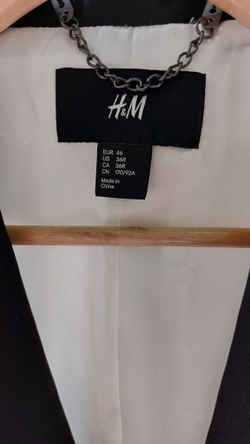 H&M
EUR 46
US 36R
CA 36R
CN 170/92A
Made in
China